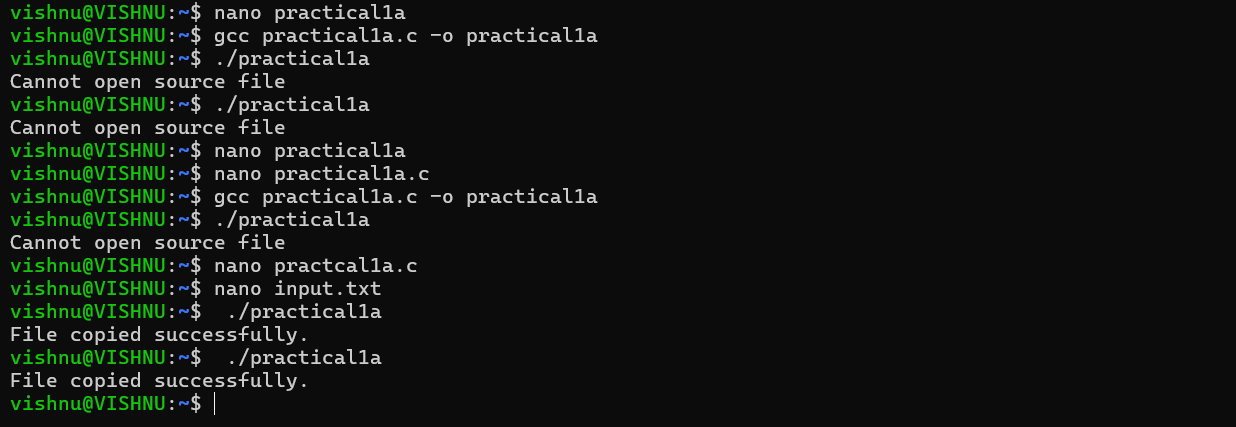 vishnu@VISHNU:~$ nano practical1a
vishnu@VISHNU:~$ gcc practical1a.c -o practical1a
vishnu@VISHNU:~$ ./practical1a
Cannot open source file
vishnu@VISHNU:~$ ./practical1a
Cannot open source file
vishnu@VISHNU:~$ nano practical1a
vishnu@VISHNU:~$ nano practical1a.c
vishnu@VISHNU:~$ gcc practical1a.c -o practical1a
vishnu@VISHNU:~$ ./practical1a
Cannot open source file
vishnu@VISHNU:~$ nano practcal1a.c
vishnu@VISHNU:~$ nano input.txt
vishnu@VISHNU:~$  ./practical1a
File copied successfully.
vishnu@VISHNU:~$  ./practical1a
File copied successfully.
vishnu@VISHNU:~$